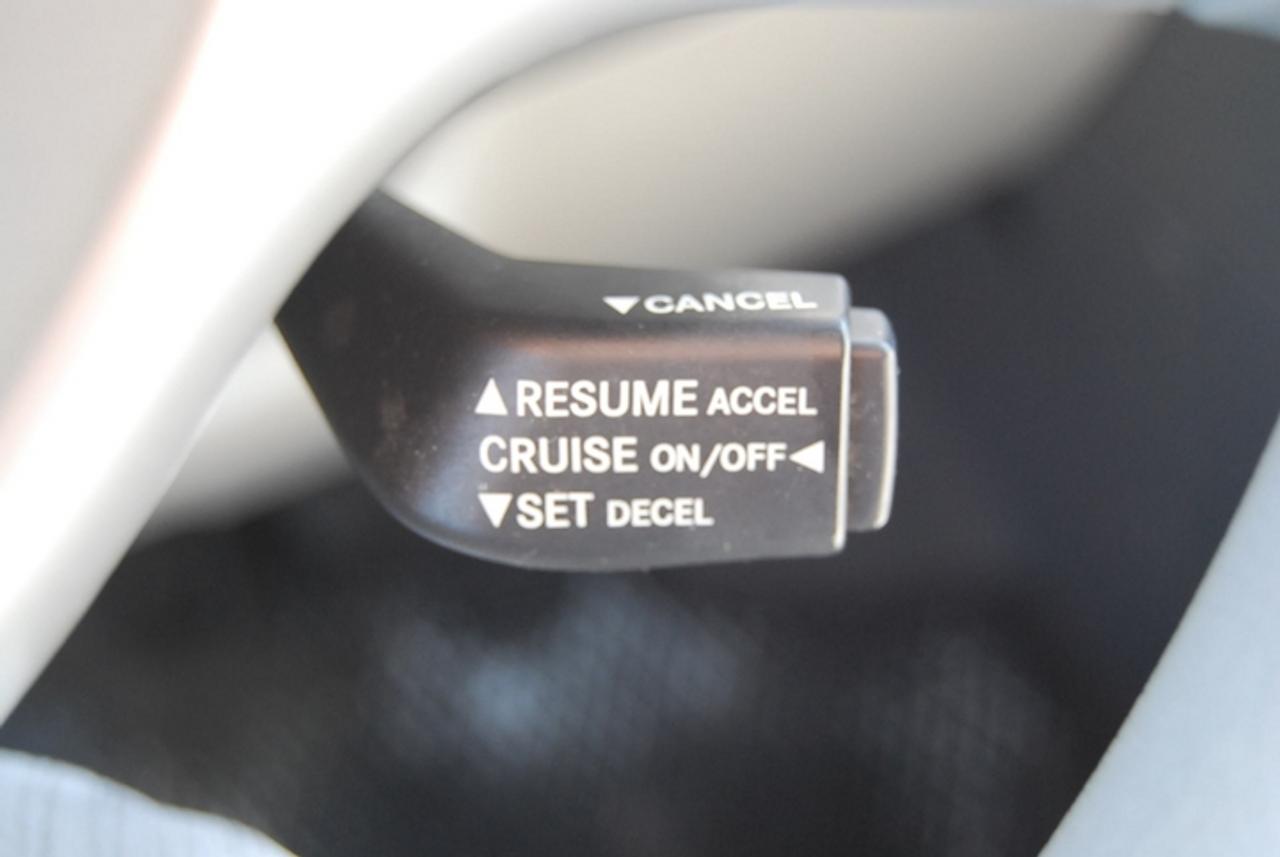 ▼CANCEL
▲RESUME ACCEL
CRUISE ON/OFF◀
▼SET DECEL